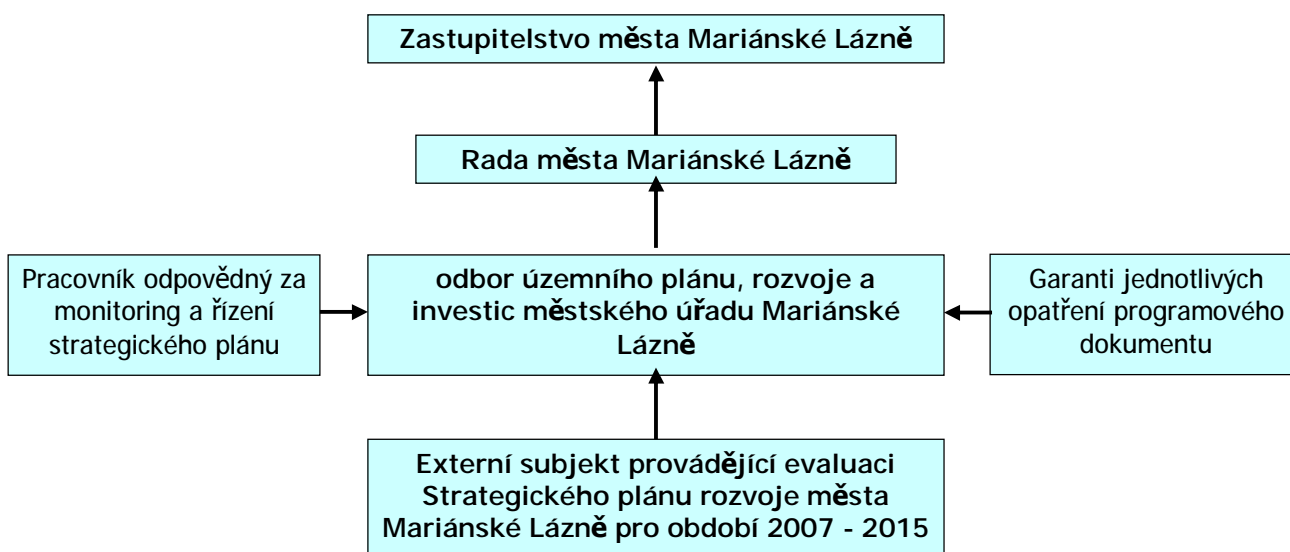 Zastupitelstvo města Mariánské Lázně
Rada města Mariánské Lázně
Pracovník odpovědný za
monitoring a řízení
strategického plánu
odbor územního plánu, rozvoje a
investic městského úřadu Mariánské
Lázně
Garanti jednotlivých
opatření programového
dokumentu
Externí subjekt provádějící evaluaci
Strategického plánu rozvoje města
Mariánské Lázně pro období 2007 - 2015